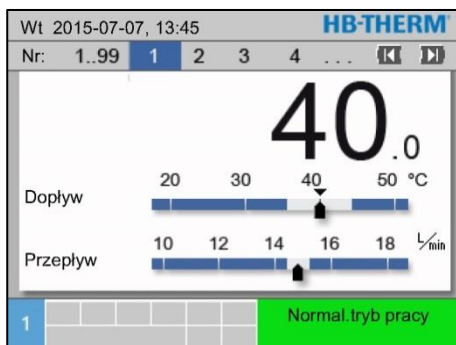 Wt 2015-07-07, 13:45 HB-THERM
Nr: 1..99 1 2 3 4 ...
40.0
20 30 40 50 °C
Dopływ
10 12 14 16 18 L/min
Przepływ
1 Normal.tryb pracy